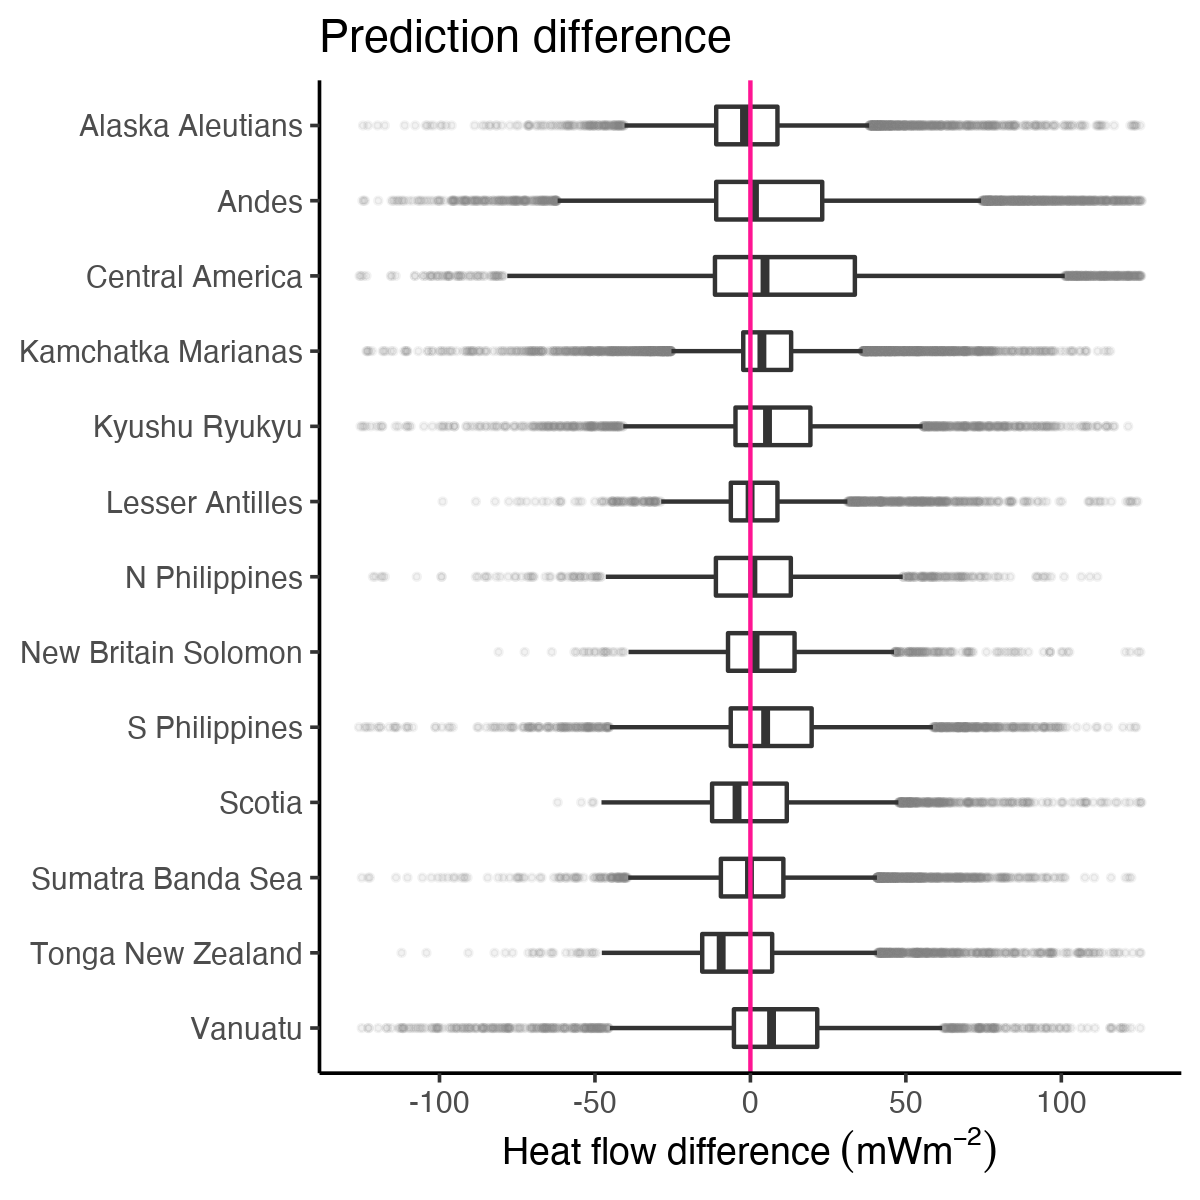 Prediction difference
Alaska Aleutians
Andes
Central America
Kamchatka Marianas
Kyushu Ryukyu
Lesser Antilles
N Philippines
New Britain Solomon
S Philippines
Scotia
Sumatra Banda Sea
Tonga New Zealand
Vanuatu
-100 -50 0 50 100
Heat flow difference (mWm⁻²)